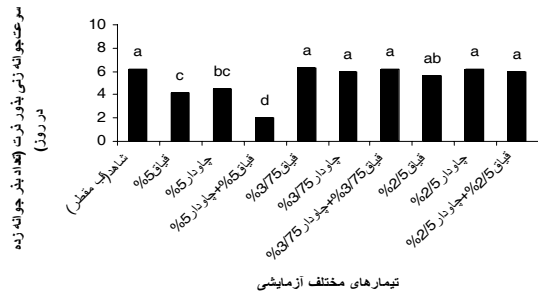 سرعت جوانه زنی بذور ذرت (تعداد بذر جوانه زده
در روز)
10
8
6
4
2
0
a
c
bc
d
a
a
a
ab
a
a
شاهد(آب مقطر)
قیاق5%
چاودار5%
قیاق5%+چاودار5%
قیاق3/75%
چاودار3/75%
قیاق3/75%+چاودار3/75%
قیاق2/5%
چاودار2/5%
قیاق2/5%+چاودار2/5%
تیمارهای مختلف آزمایشی